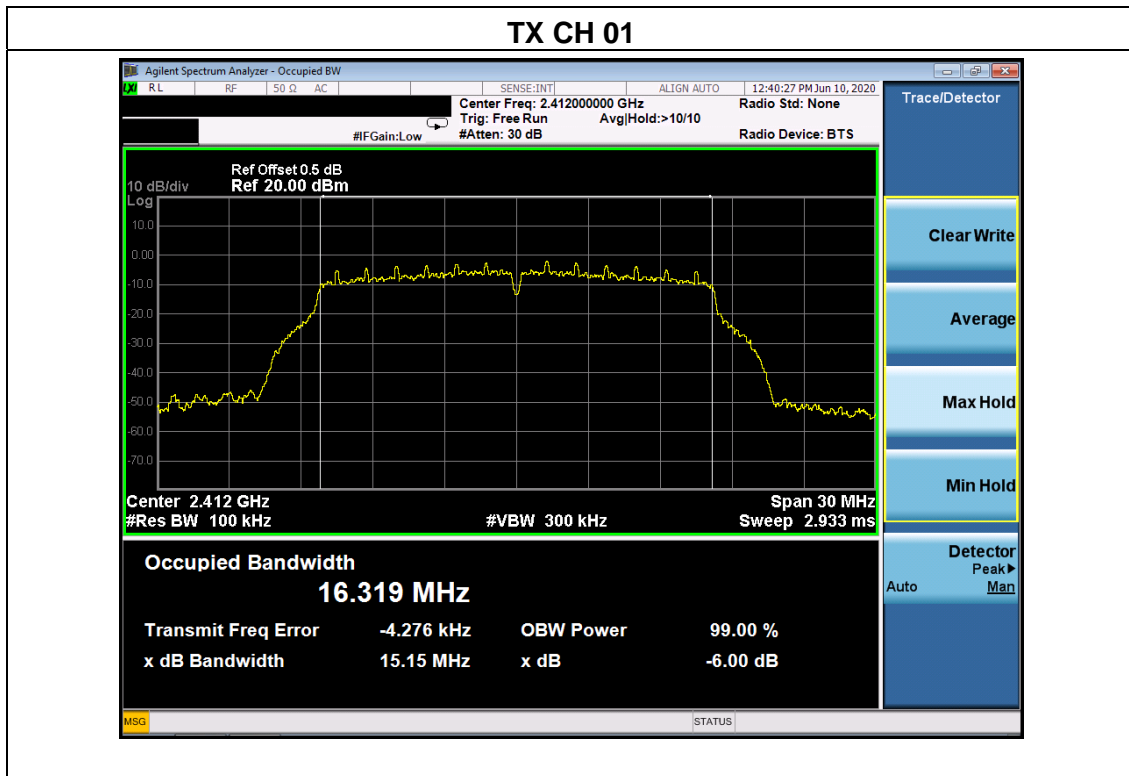 TX CH 01
Agilent Spectrum Analyzer - Occupied BW
LXI RL RF 50 Ω AC SENSE:INT ALIGN AUTO 12:40:27 PM Jun 10, 2020
Center Freq: 2.412000000 GHz Radio Std: None
Trig: Free Run Avg|Hold:>10/10
#IFGain:Low #Atten: 30 dB Radio Device: BTS
Trace/Detector
Ref Offset 0.5 dB
10 dB/div Ref 20.00 dBm
Log
10.0
0.00
-10.0
-20.0
-30.0
-40.0
-50.0
-60.0
-70.0
Center 2.412 GHz Span 30 MHz
#Res BW 100 kHz #VBW 300 kHz Sweep 2.933 ms
Occupied Bandwidth
16.319 MHz
Transmit Freq Error -4.276 kHz OBW Power 99.00 %
x dB Bandwidth 15.15 MHz x dB -6.00 dB
Clear Write
Average
Max Hold
Min Hold
Detector
Peak▶
Auto Man
MSG STATUS